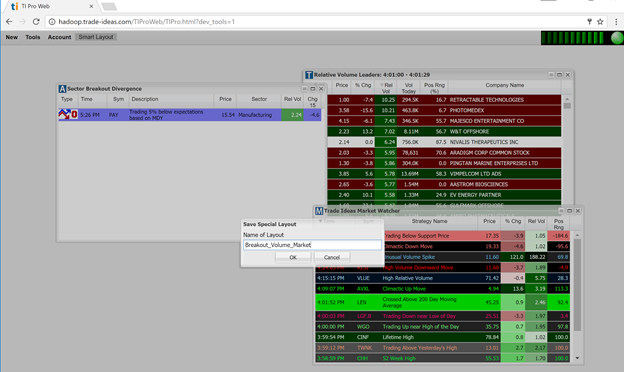 TI Pro Web
hadoop.trade-ideas.com/TIProWeb/TIPro.html?dev_tools=1
New Tools Account Smart Layout
Relative Volume Leaders: 4:01:00 - 4:01:29
Price % Chg Rel Vol Vol Today Pos Rng (%) Company Name
1.00 -7.4 10.25 294.5K 16.7 RETRACTABLE TECHNOLOGIES
3.58 -15.6 10.21 463.8K 6.7 PHOTOMEDEX
4.15 -6.1 7.43 346.5K 55.7 MAJESCO ENTERTAINMENT CO
2.23 13.2 7.02 8.11M 56.7 W&T OFFSHORE
2.14 0.0 6.24 756.0K 87.5 NIVALIS THERAPEUTICS INC
2.03 -3.3 5.95 78,631 70.6 ARADIGM CORP COMMON STOCK
1.30 -3.8 5.86 304.0K PINGTAN MARINE ENTERPRISES LTD
3.85 5.6 5.78 13.69M 58.3 VIMPELCOM LTD ADS
2.65 -3.6 5.77 1.54M 0.0 AASTROM BIOSCIENCES
2.40 10.1 5.58 1.33M 24.9 EV ENERGY PARTNER
Sector Breakout Divergence
Type Time Sym Description Price Sector Rel Vol Chg 15
5:26 PM PAY Trading 5% below expectations based on MDY 15.54 Manufacturing 2.24 -4.6
Trade Ideas Market Watcher
Strategy Name Price % Chg Rel Vol Pos Rng
Trading Below Support Price 17.35 -3.9 1.05 -184.6
Climactic Down Move 19.33 -4.6 1.02 -95.6
Unusual Volume Spike 11.60 121.0 188.22 69.8
High Relative Volume Down Move
4:15:15 PM VLUE High Relative Volume 71.42 -0.4 5.75 28.3
4:09:07 PM AVXL Climactic Up Move 4.94 13.6 3.19 113.3
4:01:52 PM LEN Crossed Above 200 Day Moving Average 45.25 0.9 2.46 92.4
4:00:03 PM Trading Down near Low of Day 25.51 -3.3 1.97 3.4
4:00:00 PM WGO Trading Up near High of the Day 35.75 0.7 1.95 97.8
3:59:54 PM CINF Lifetime High 78.84 0.8 1.02 100.0
3:59:12 PM TWNK Trading Above Yesterday's High 13.01 2.7 2.17 100.0
3:58:59 PM CHH 52 Week High 55.53 1.7 1.70 100.0
Save Special Layout
Name of Layout
Breakout_Volume_Market
OK Cancel